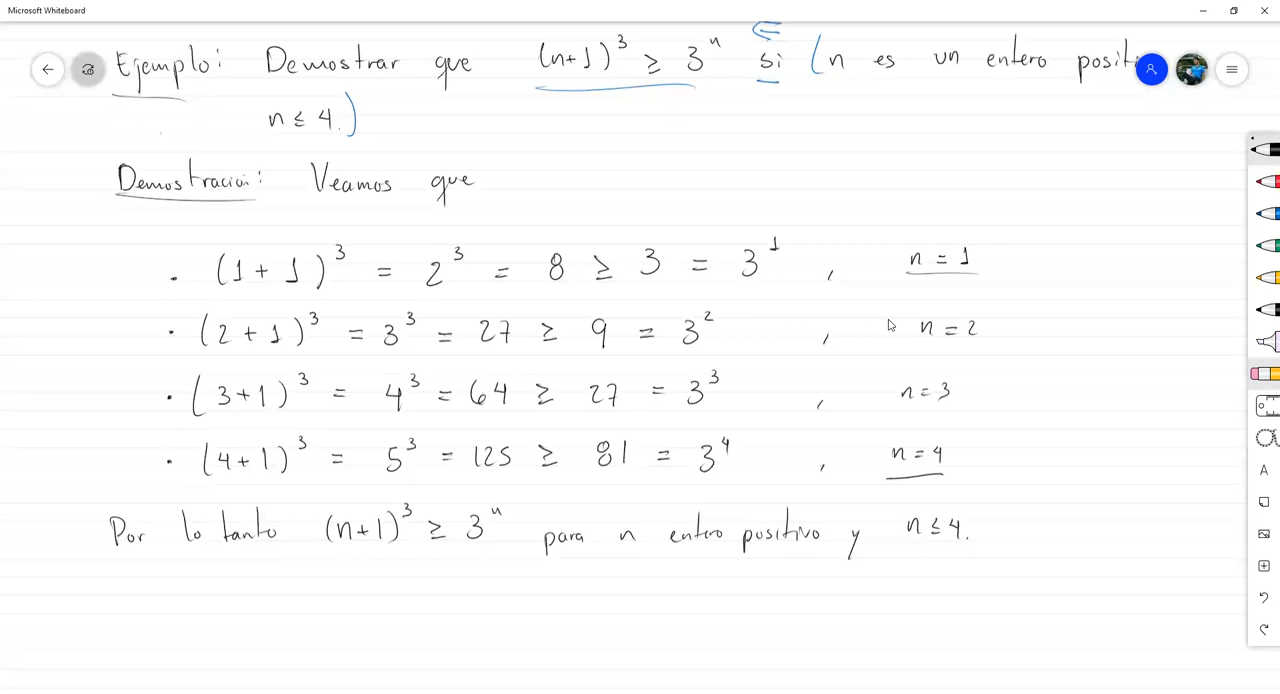 Microsoft Whiteboard
Ejemplo: Demostrar que (n+1)³ ≥ 3ⁿ si (n es un entero posit
n ≤ 4.)
Demostración: Veamos que
· (1 + 1)³ = 2³ = 8 ≥ 3 = 3¹ , n = 1
· (2 + 1)³ = 3³ = 27 ≥ 9 = 3² , n = 2
· (3 + 1)³ = 4³ = 64 ≥ 27 = 3³ , n = 3
· (4 + 1)³ = 5³ = 125 ≥ 81 = 3⁴ , n = 4
Por lo tanto (n+1)³ ≥ 3ⁿ para n entero positivo y n ≤ 4.